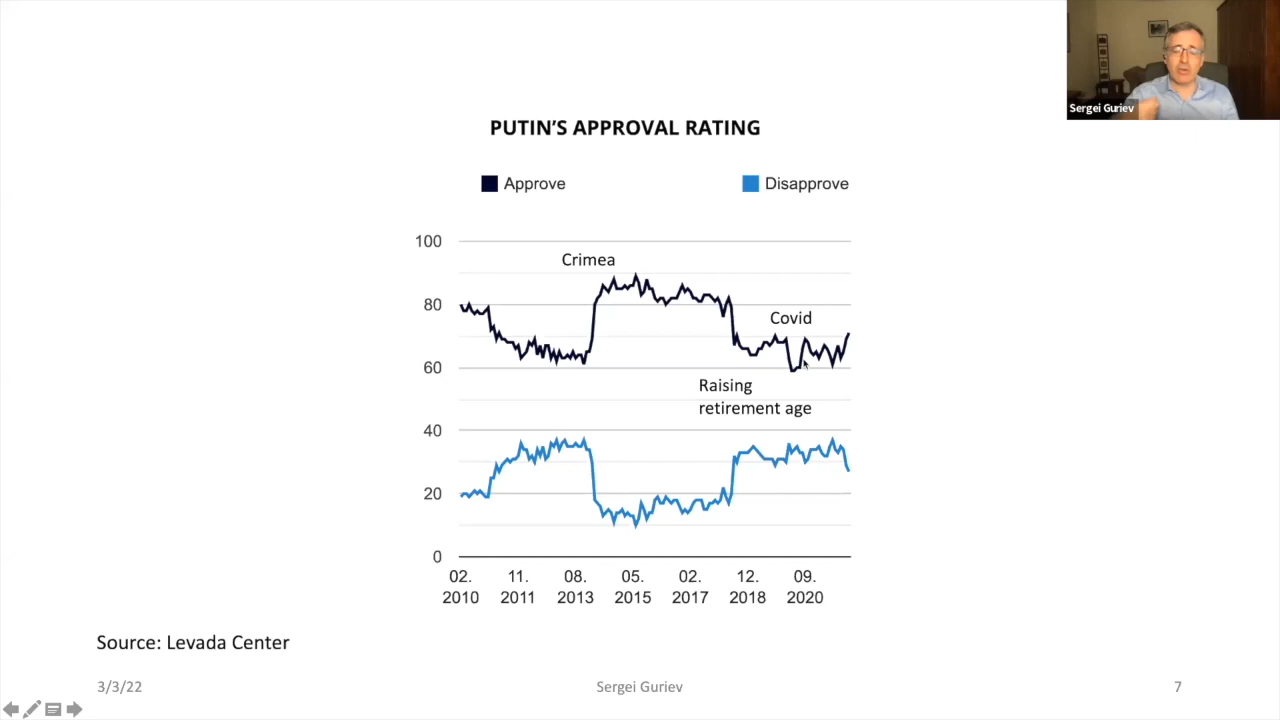 Sergei Guriev
PUTIN’S APPROVAL RATING
Approve
Disapprove
100
80
60
40
20
0
Crimea
Covid
Raising
retirement age
02.
2010
11.
2011
08.
2013
05.
2015
02.
2017
12.
2018
09.
2020
Source: Levada Center
3/3/22
Sergei Guriev
7